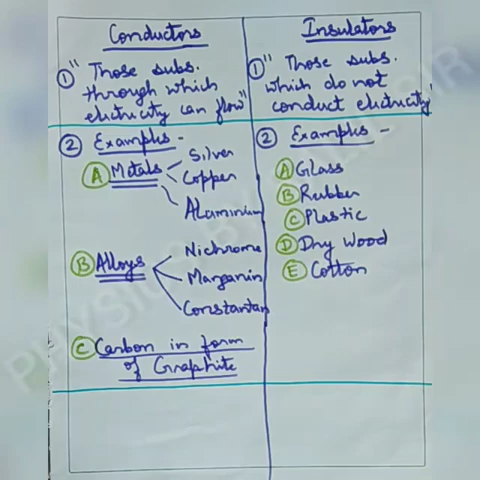 Conductors
① "Those subs.
through which
elictricity can flow"
② Examples -
Ⓐ Metals
Silver
Copper
Aluminium
Ⓑ Alloys
Nichrome
Manganin
Constantan
Ⓒ Carbon in form
of Graphite
Insulators
① "Those subs.
which do not
conduct elictricity"
② Examples -
Ⓐ Glass
Ⓑ Rubber
Ⓒ Plastic
Ⓓ Dry Wood
Ⓔ Cotton